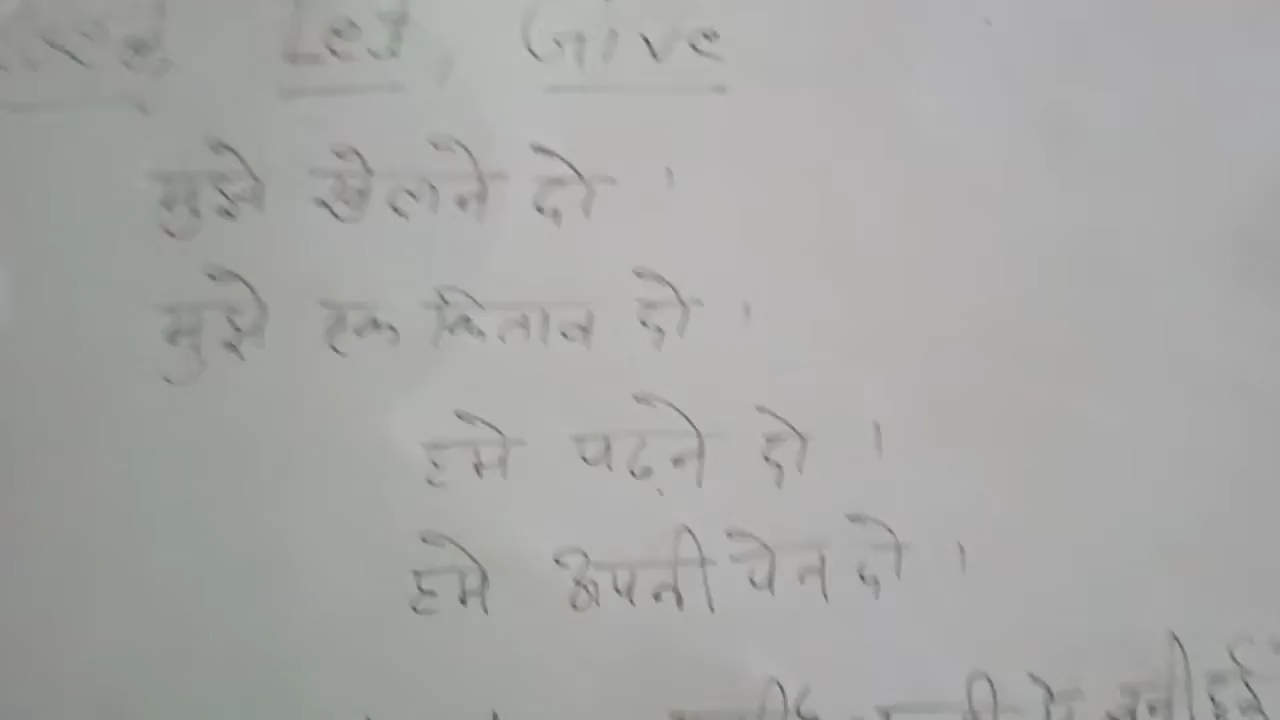 Let, Give
मुझे खेलने दो ।
मुझे एक किताब दो ।
हमे पढ़ने दो ।
हमे अपनी पेन दो ।